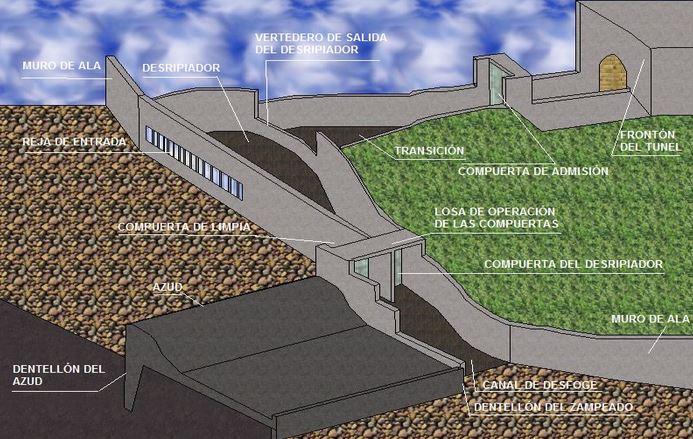 VERTEDERO DE SALIDA
DEL DESRIPIADOR
MURO DE ALA
DESRIPIADOR
REJA DE ENTRADA
TRANSICIÓN
FRONTÓN
DEL TUNEL
COMPUERTA DE ADMISIÓN
LOSA DE OPERACIÓN
DE LAS COMPUERTAS
COMPUERTA DE LIMPIA
COMPUERTA DEL DESRIPIADOR
AZUD
MURO DE ALA
DENTELLÓN DEL
AZUD
CANAL DE DESFOGE
DENTELLÓN DEL ZAMPEADO